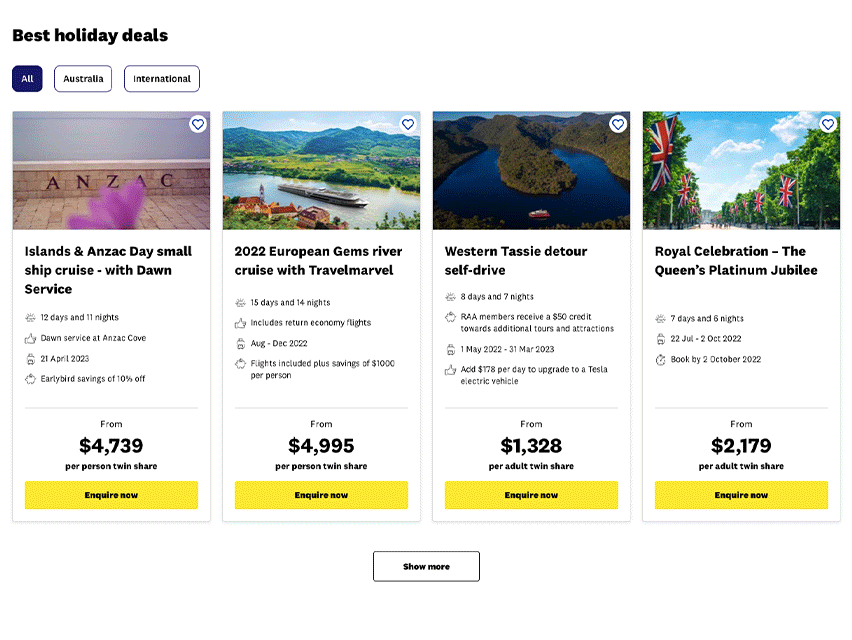 Best holiday deals
All
Australia
International
ANZAC
Islands & Anzac Day small
ship cruise - with Dawn
Service
12 days and 11 nights
Dawn service at Anzac Cove
21 April 2023
Earlybird savings of 10% off
From
$4,739
per person twin share
Enquire now
2022 European Gems river
cruise with Travelmarvel
15 days and 14 nights
Includes return economy flights
Aug - Dec 2022
Flights included plus savings of $1000
per person
From
$4,995
per person twin share
Enquire now
Western Tassie detour
self-drive
8 days and 7 nights
RAA members receive a $50 credit
towards additional tours and attractions
1 May 2022 - 31 Mar 2023
Add $178 per day to upgrade to a Tesla
electric vehicle
From
$1,328
per adult twin share
Enquire now
Royal Celebration – The
Queen's Platinum Jubilee
7 days and 6 nights
22 Jul - 2 Oct 2022
Book by 2 October 2022
From
$2,179
per adult twin share
Enquire now
Show more